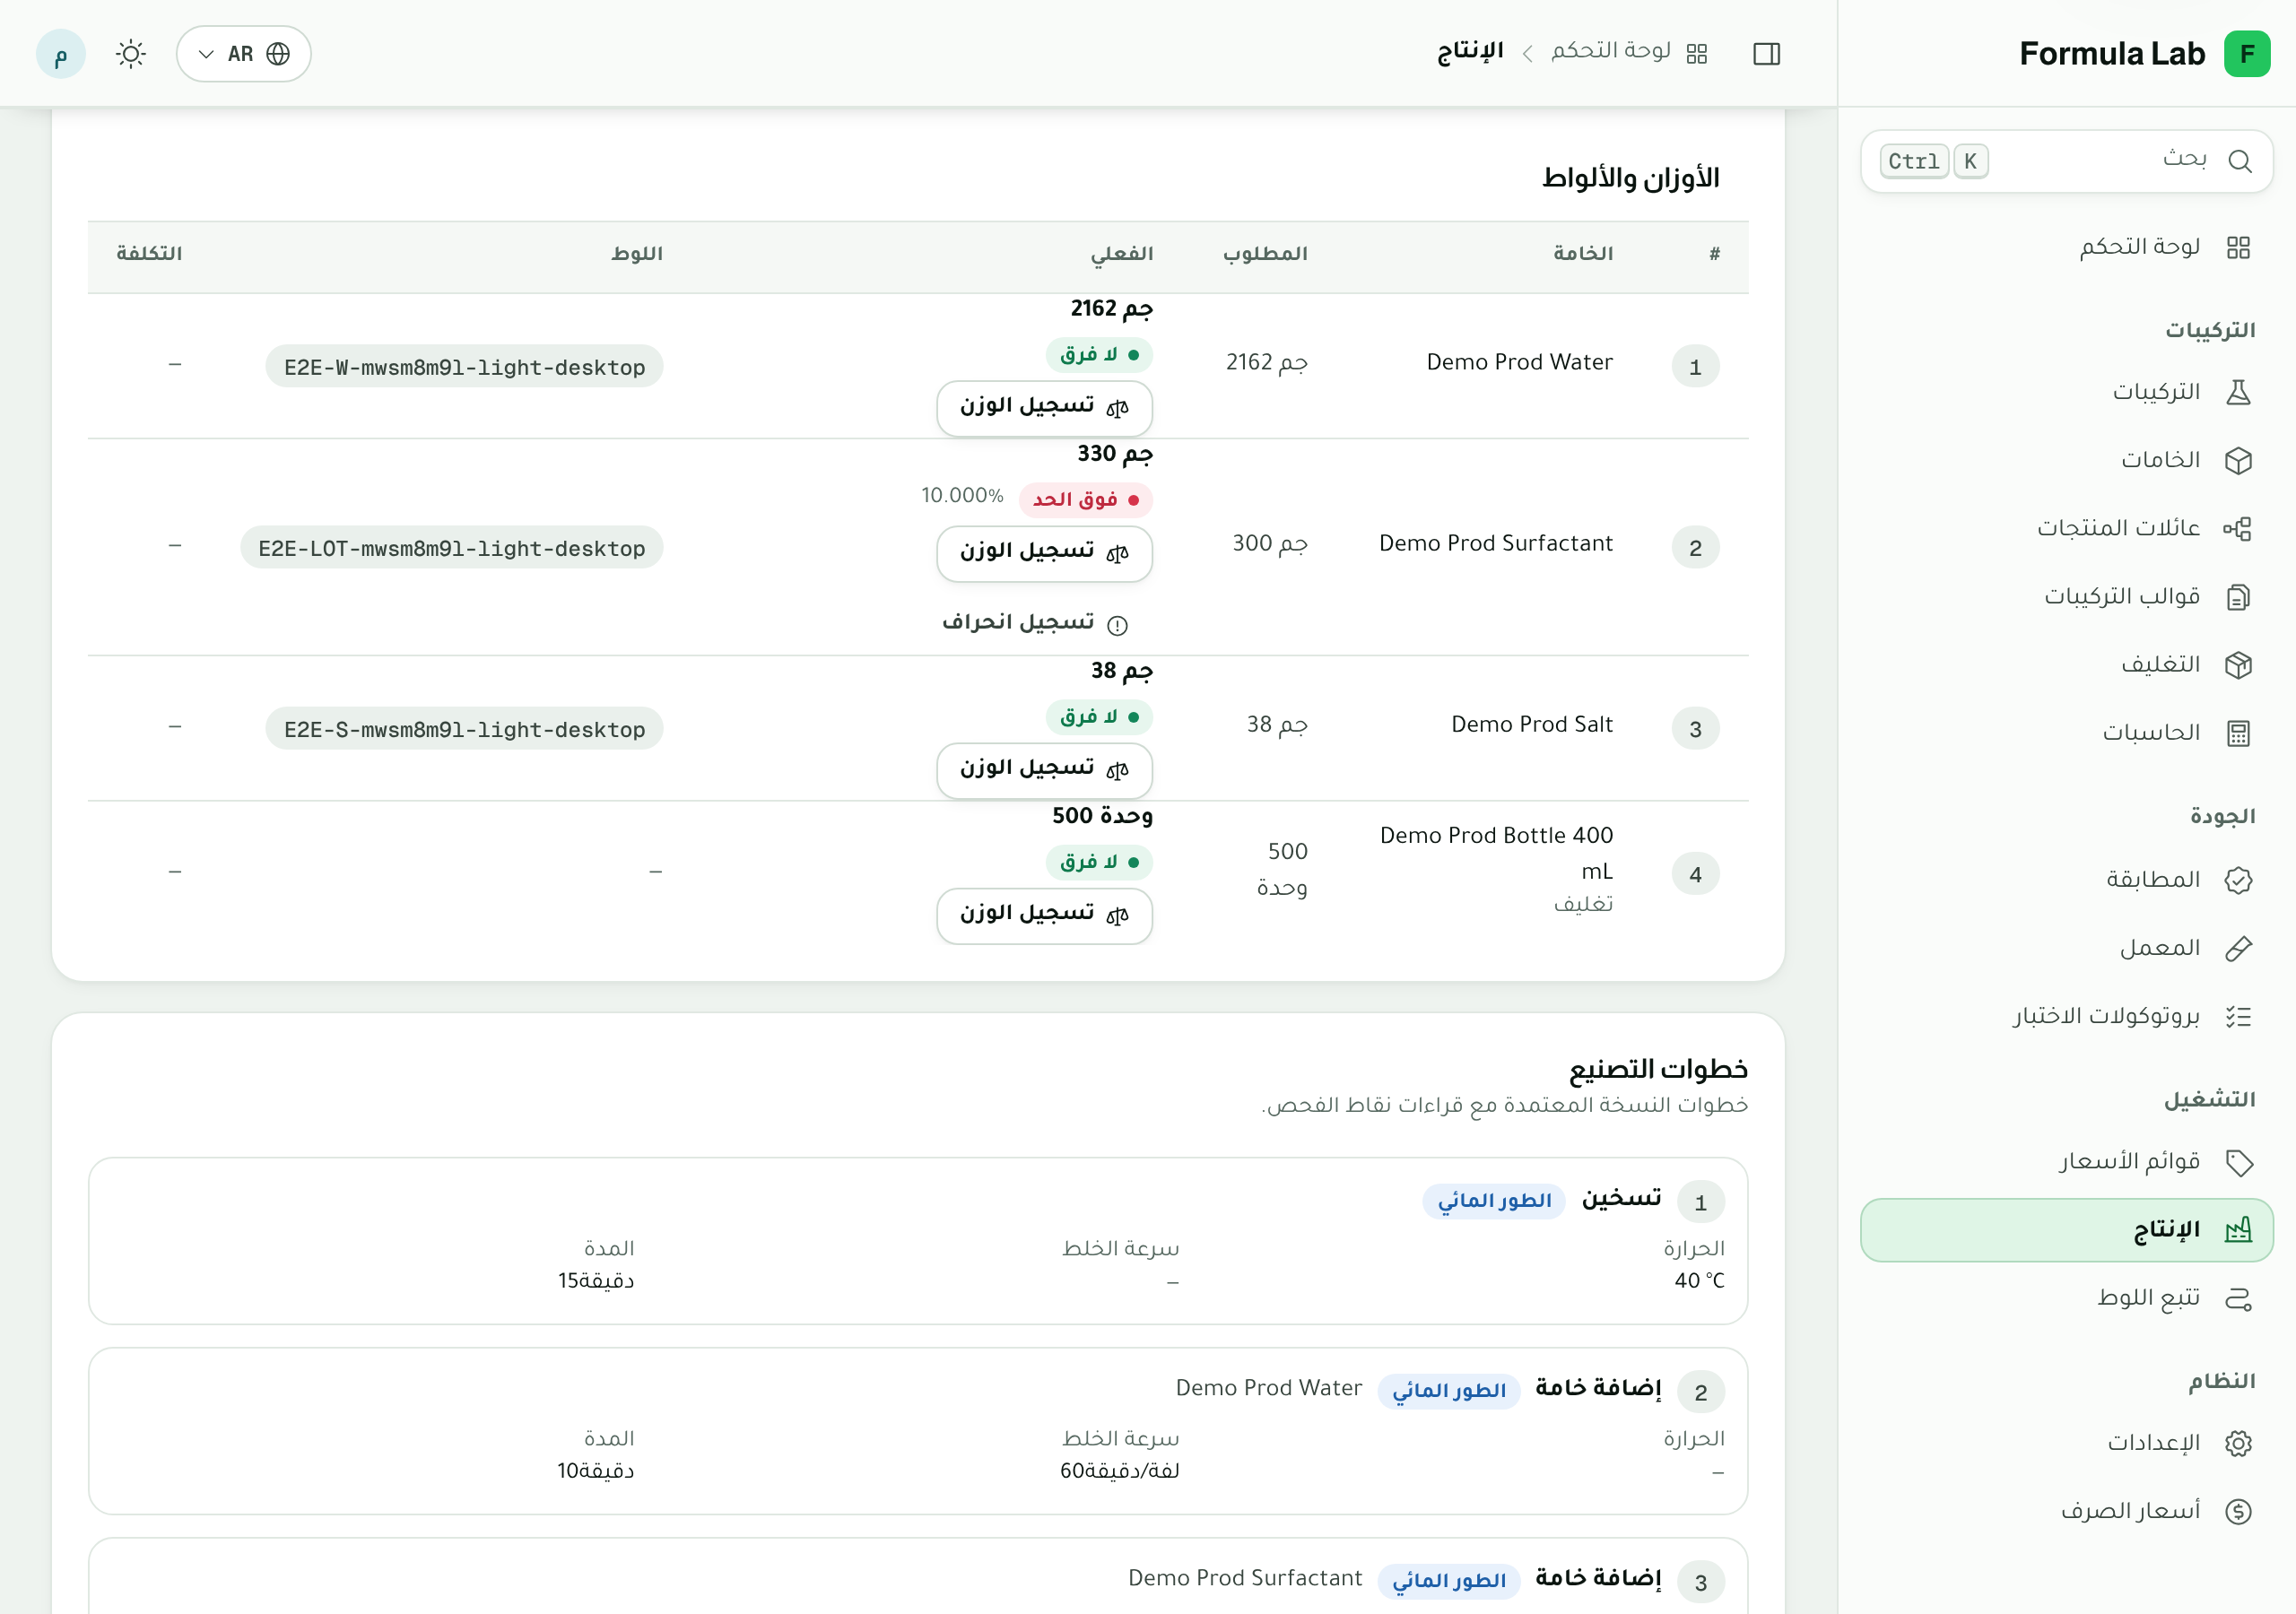 F Formula Lab
لوحة التحكم
الإنتاج
AR
م
بحث
Ctrl K
لوحة التحكم
التركيبات
التركيبات
الخامات
عائلات المنتجات
قوالب التركيبات
التغليف
الحاسبات
الجودة
المطابقة
المعمل
بروتوكولات الاختبار
التشغيل
قوائم الأسعار
الإنتاج
تتبع اللوط
النظام
الإعدادات
أسعار الصرف
الأوزان والألواط
# الخامة المطلوب الفعلي اللوط التكلفة
1 Demo Prod Water
2162 جم
2162 جم
لا فرق
تسجيل الوزن
E2E-W-mwsm8m9l-light-desktop
–
2 Demo Prod Surfactant
300 جم
330 جم
فوق الحد 10.000%
تسجيل الوزن
تسجيل انحراف
E2E-LOT-mwsm8m9l-light-desktop
–
3 Demo Prod Salt
38 جم
38 جم
لا فرق
تسجيل الوزن
E2E-S-mwsm8m9l-light-desktop
–
4 Demo Prod Bottle 400
mL
تغليف
500
وحدة
500 وحدة
لا فرق
تسجيل الوزن
–
–
خطوات التصنيع
خطوات النسخة المعتمدة مع قراءات نقاط الفحص.
1 تسخين الطور المائي
الحرارة سرعة الخلط المدة
40 °C – 15دقيقة
2 إضافة خامة الطور المائي Demo Prod Water
الحرارة سرعة الخلط المدة
– 60لفة/دقيقة 10دقيقة
3 إضافة خامة الطور المائي Demo Prod Surfactant